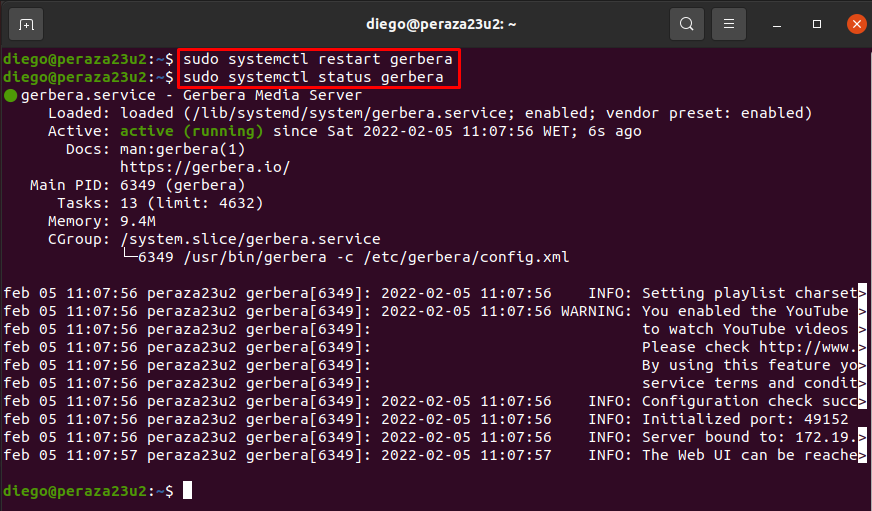 diego@peraza23u2: ~
diego@peraza23u2:~$ sudo systemctl restart gerbera
diego@peraza23u2:~$ sudo systemctl status gerbera
● gerbera.service - Gerbera Media Server
Loaded: loaded (/lib/systemd/system/gerbera.service; enabled; vendor preset: enabled)
Active: active (running) since Sat 2022-02-05 11:07:56 WET; 6s ago
Docs: man:gerbera(1)
https://gerbera.io/
Main PID: 6349 (gerbera)
Tasks: 13 (limit: 4632)
Memory: 9.4M
CGroup: /system.slice/gerbera.service
└─6349 /usr/bin/gerbera -c /etc/gerbera/config.xml
feb 05 11:07:56 peraza23u2 gerbera[6349]: 2022-02-05 11:07:56 INFO: Setting playlist charset>
feb 05 11:07:56 peraza23u2 gerbera[6349]: 2022-02-05 11:07:56 WARNING: You enabled the YouTube >
feb 05 11:07:56 peraza23u2 gerbera[6349]: to watch YouTube videos >
feb 05 11:07:56 peraza23u2 gerbera[6349]: Please check http://www.>
feb 05 11:07:56 peraza23u2 gerbera[6349]: By using this feature yo>
feb 05 11:07:56 peraza23u2 gerbera[6349]: service terms and condit>
feb 05 11:07:56 peraza23u2 gerbera[6349]: 2022-02-05 11:07:56 INFO: Configuration check succ>
feb 05 11:07:56 peraza23u2 gerbera[6349]: 2022-02-05 11:07:56 INFO: Initialized port: 49152
feb 05 11:07:56 peraza23u2 gerbera[6349]: 2022-02-05 11:07:56 INFO: Server bound to: 172.19.>
feb 05 11:07:57 peraza23u2 gerbera[6349]: 2022-02-05 11:07:57 INFO: The Web UI can be reache>
diego@peraza23u2:~$